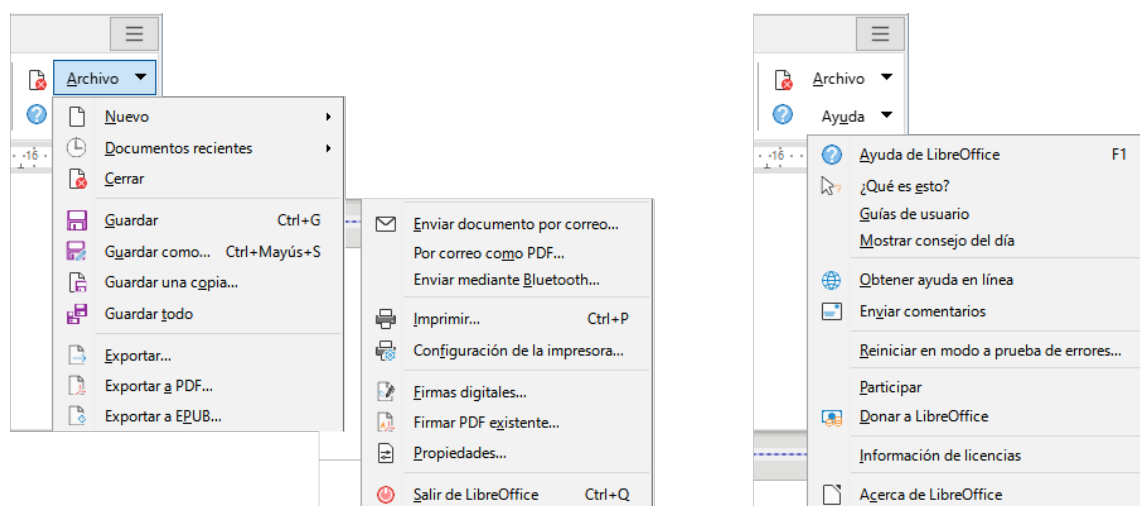 Archivo
Nuevo
Documentos recientes
Cerrar
Guardar Ctrl+G
Guardar como... Ctrl+Mayús+S
Guardar una copia...
Guardar todo
Exportar...
Exportar a PDF...
Exportar a EPUB...
Enviar documento por correo...
Por correo como PDF...
Enviar mediante Bluetooth...
Imprimir... Ctrl+P
Configuración de la impresora...
Firmas digitales...
Firmar PDF existente...
Propiedades...
Salir de LibreOffice Ctrl+Q
16
Archivo
Ayuda
16
Ayuda de LibreOffice F1
¿Qué es esto?
Guías de usuario
Mostrar consejo del día
Obtener ayuda en línea
Enviar comentarios
Reiniciar en modo a prueba de errores...
Participar
Donar a LibreOffice
Información de licencias
Acerca de LibreOffice